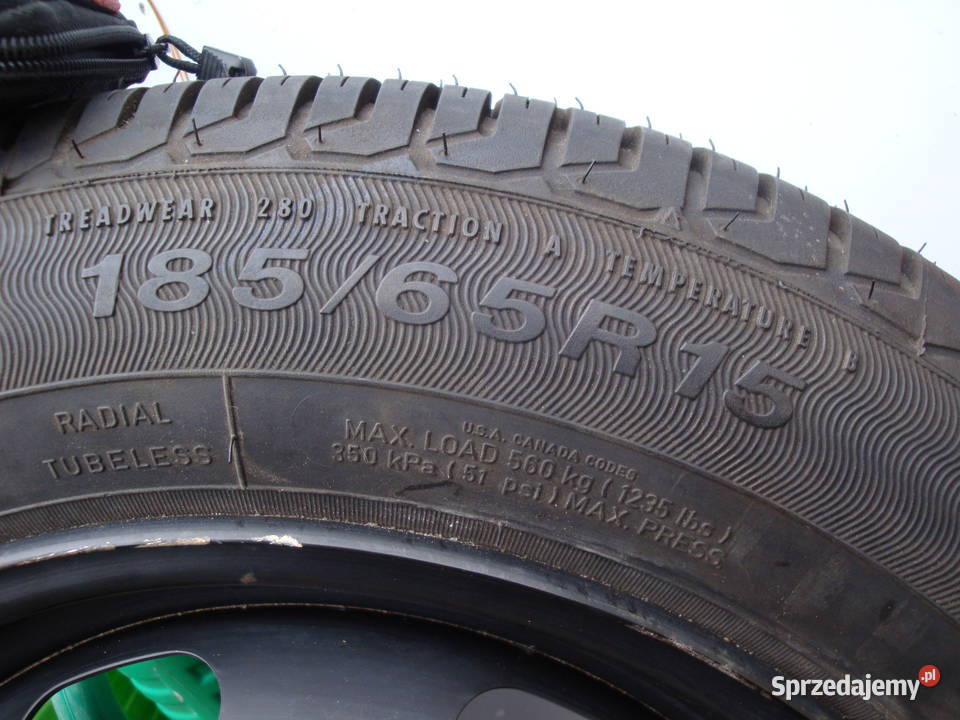 TREADWEAR 280 TRACTION A TEMPERATURE B
185/65R15
RADIAL
TUBELESS
U.S.A. CANADA CODES
MAX. LOAD 560 kg ( 1235 lbs )
350 kPa ( 51 psi ) MAX. PRESS
Sprzedajemy.pl